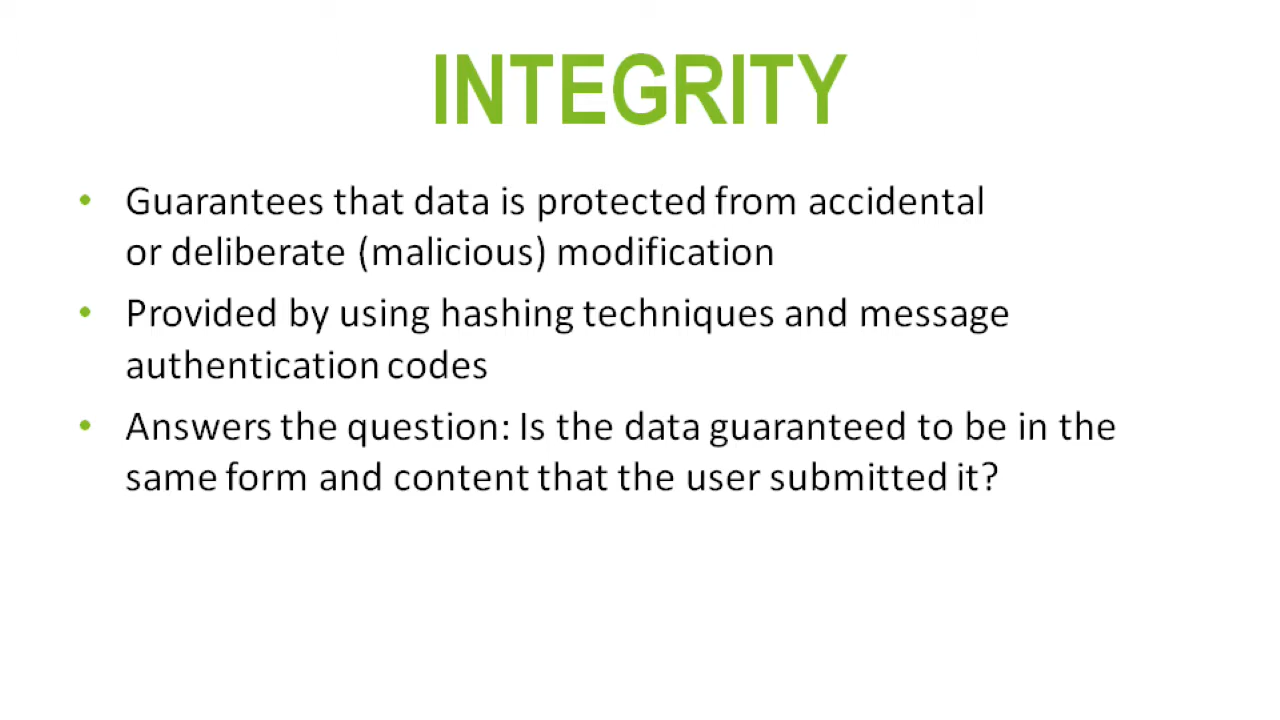 INTEGRITY
• Guarantees that data is protected from accidental
or deliberate (malicious) modification
• Provided by using hashing techniques and message
authentication codes
• Answers the question: Is the data guaranteed to be in the
same form and content that the user submitted it?